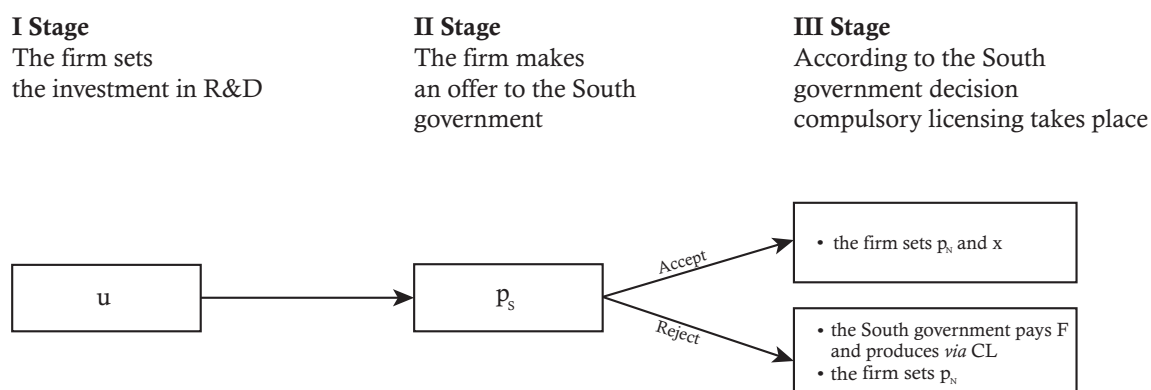 I Stage
The firm sets
the investment in R&D
II Stage
The firm makes
an offer to the South
government
III Stage
According to the South
government decision
compulsory licensing takes place
u
pS
Accept
Reject
• the firm sets pN and x
• the South government pays F
and produces via CL
• the firm sets pN